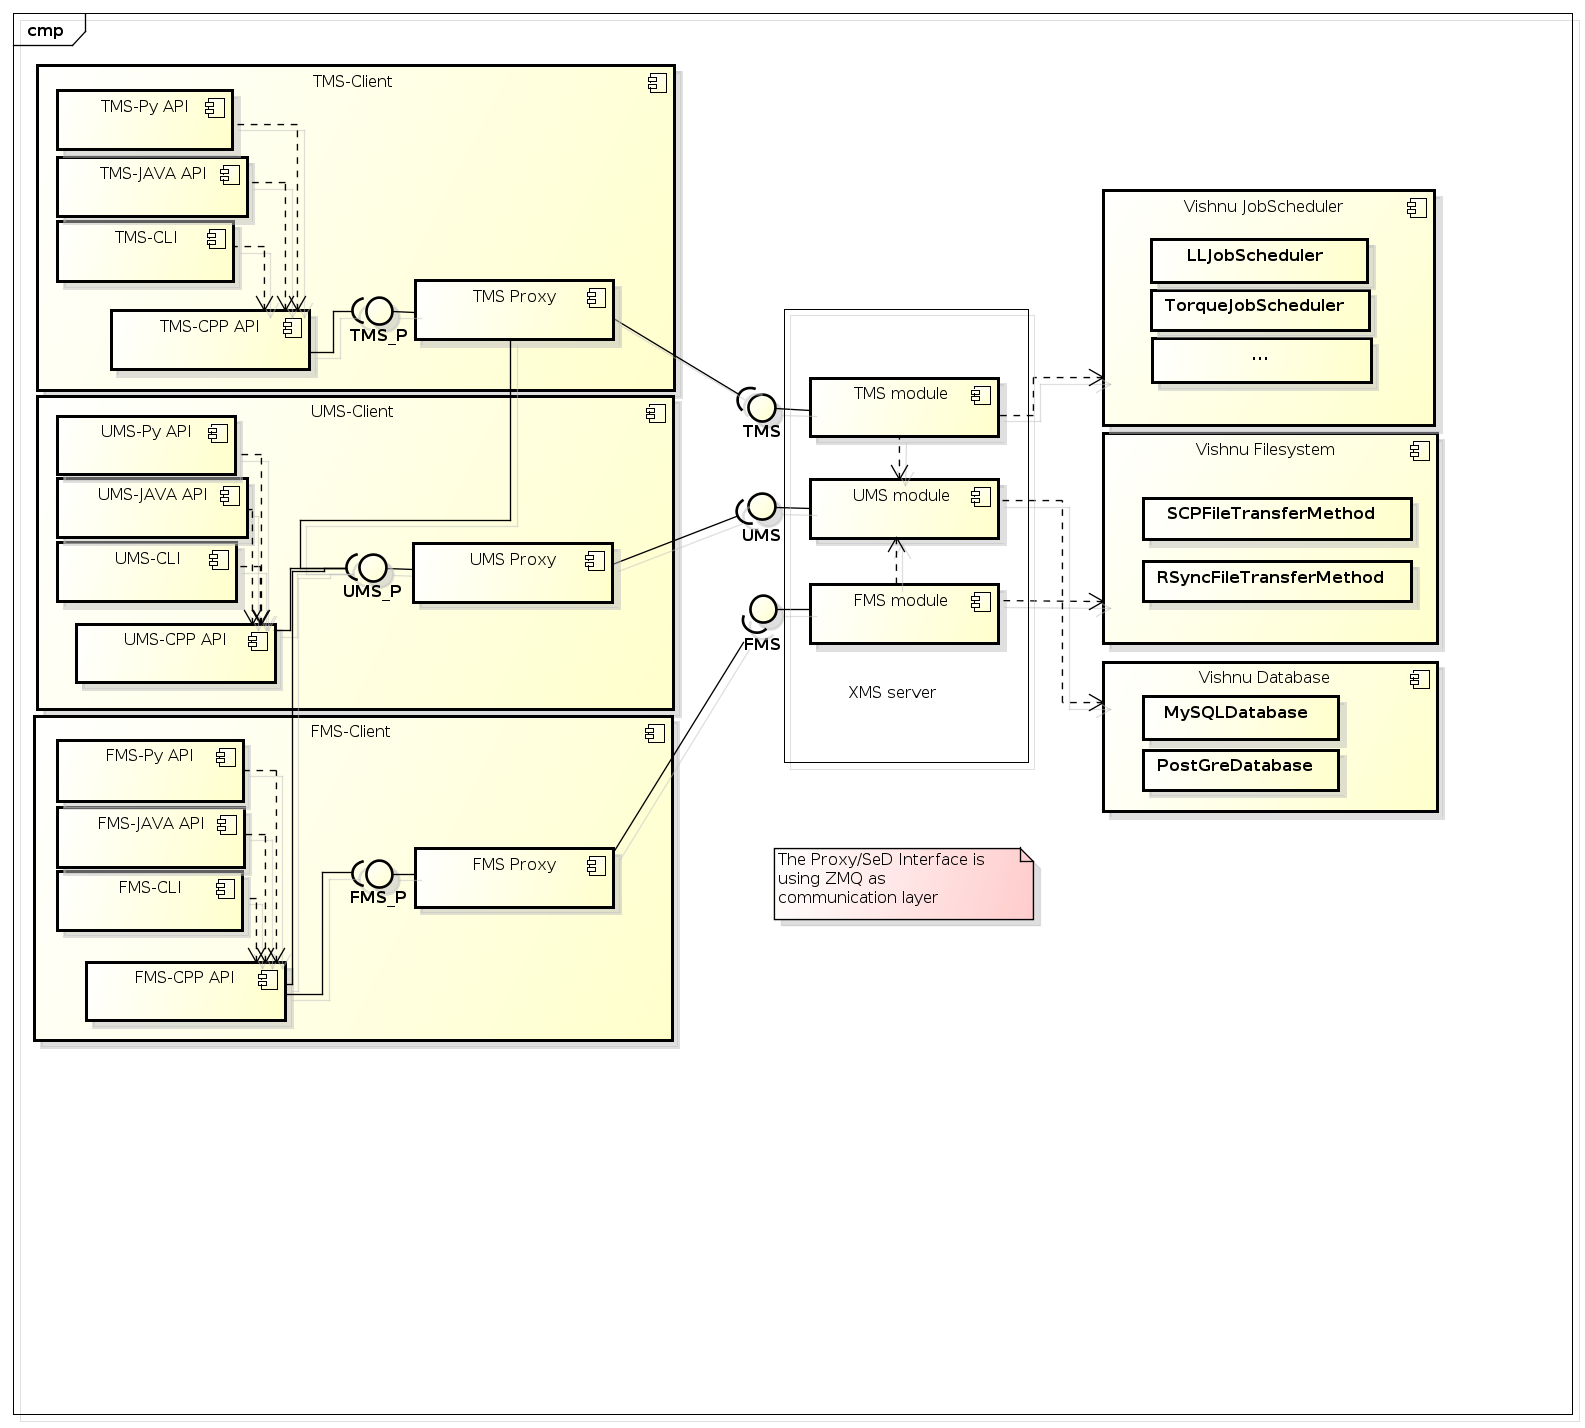 cmp
TMS-Client
TMS-Py API
TMS-JAVA API
TMS-CLI
TMS-CPP API
TMS_P
TMS Proxy
UMS-Client
UMS-Py API
UMS-JAVA API
UMS-CLI
UMS-CPP API
UMS_P
UMS Proxy
FMS-Client
FMS-Py API
FMS-JAVA API
FMS-CLI
FMS-CPP API
FMS_P
FMS Proxy
TMS
UMS
FMS
TMS module
UMS module
FMS module
XMS server
The Proxy/SeD Interface is
using ZMQ as
communication layer
Vishnu JobScheduler
LLJobScheduler
TorqueJobScheduler
...
Vishnu Filesystem
SCPFileTransferMethod
RSyncFileTransferMethod
Vishnu Database
MySQLDatabase
PostGreDatabase